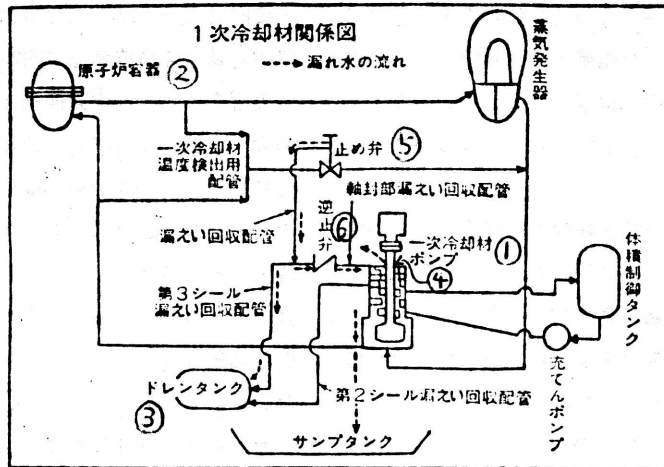 1次冷却材関係図
漏れ水の流れ
原子炉容器 ②
蒸気発生器
一次冷却材
温度検出用
配管
止め弁 ⑤
軸封部漏えい回収配管
漏えい回収配管
逆止弁 ⑥
一次冷却材
ポンプ ①
④
体積制御タンク
第3シール
漏えい回収配管
充てんポンプ
ドレンタンク
③
第2シール漏えい回収配管
サンプタンク